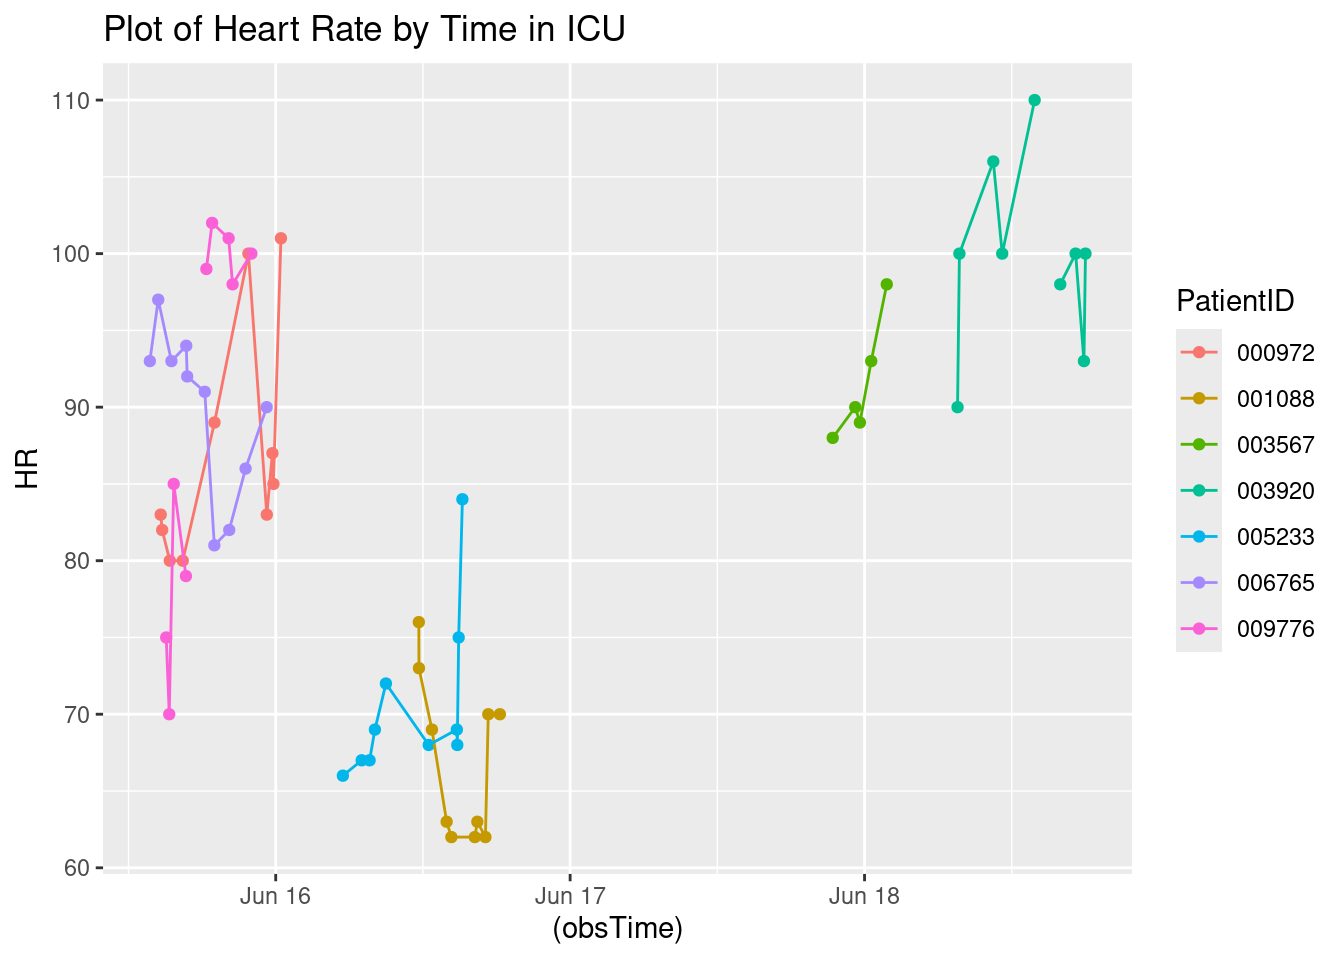 Plot of Heart Rate by Time in ICU
110
100
90
80
70
60
HR
Jun 16
Jun 17
Jun 18
(obsTime)
PatientID
000972
001088
003567
003920
005233
006765
009776